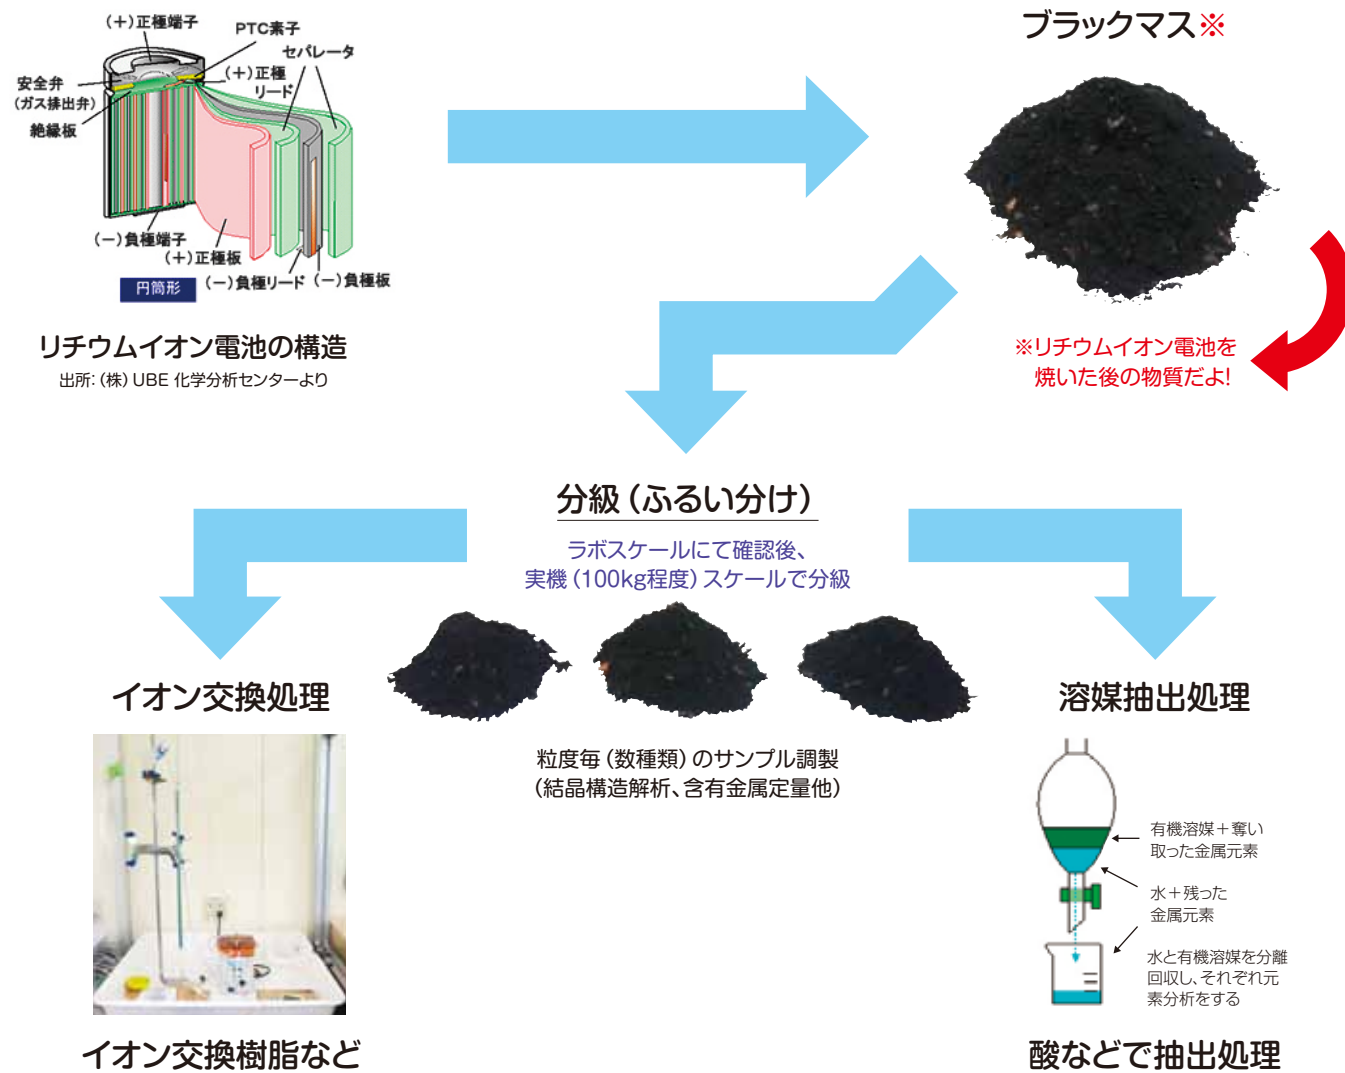 (+)正極端子
PTC素子
セパレータ
(+)正極
リード
安全弁
(ガス排出弁)
絶縁板
(-)負極端子
(+)正極板
(-)負極リード
(-)負極板
円筒形
リチウムイオン電池の構造
出所：(株)UBE 化学分析センターより
ブラックマス※
※リチウムイオン電池を
焼いた後の物質だよ!
分級(ふるい分け)
ラボスケールにて確認後、
実機(100kg程度)スケールで分級
粒度毎(数種類)のサンプル調製
(結晶構造解析、含有金属定量他)
イオン交換処理
イオン交換樹脂など
溶媒抽出処理
有機溶媒＋奪い
取った金属元素
水＋残った
金属元素
水と有機溶媒を分離
回収し、それぞれ元
素分析をする
酸などで抽出処理